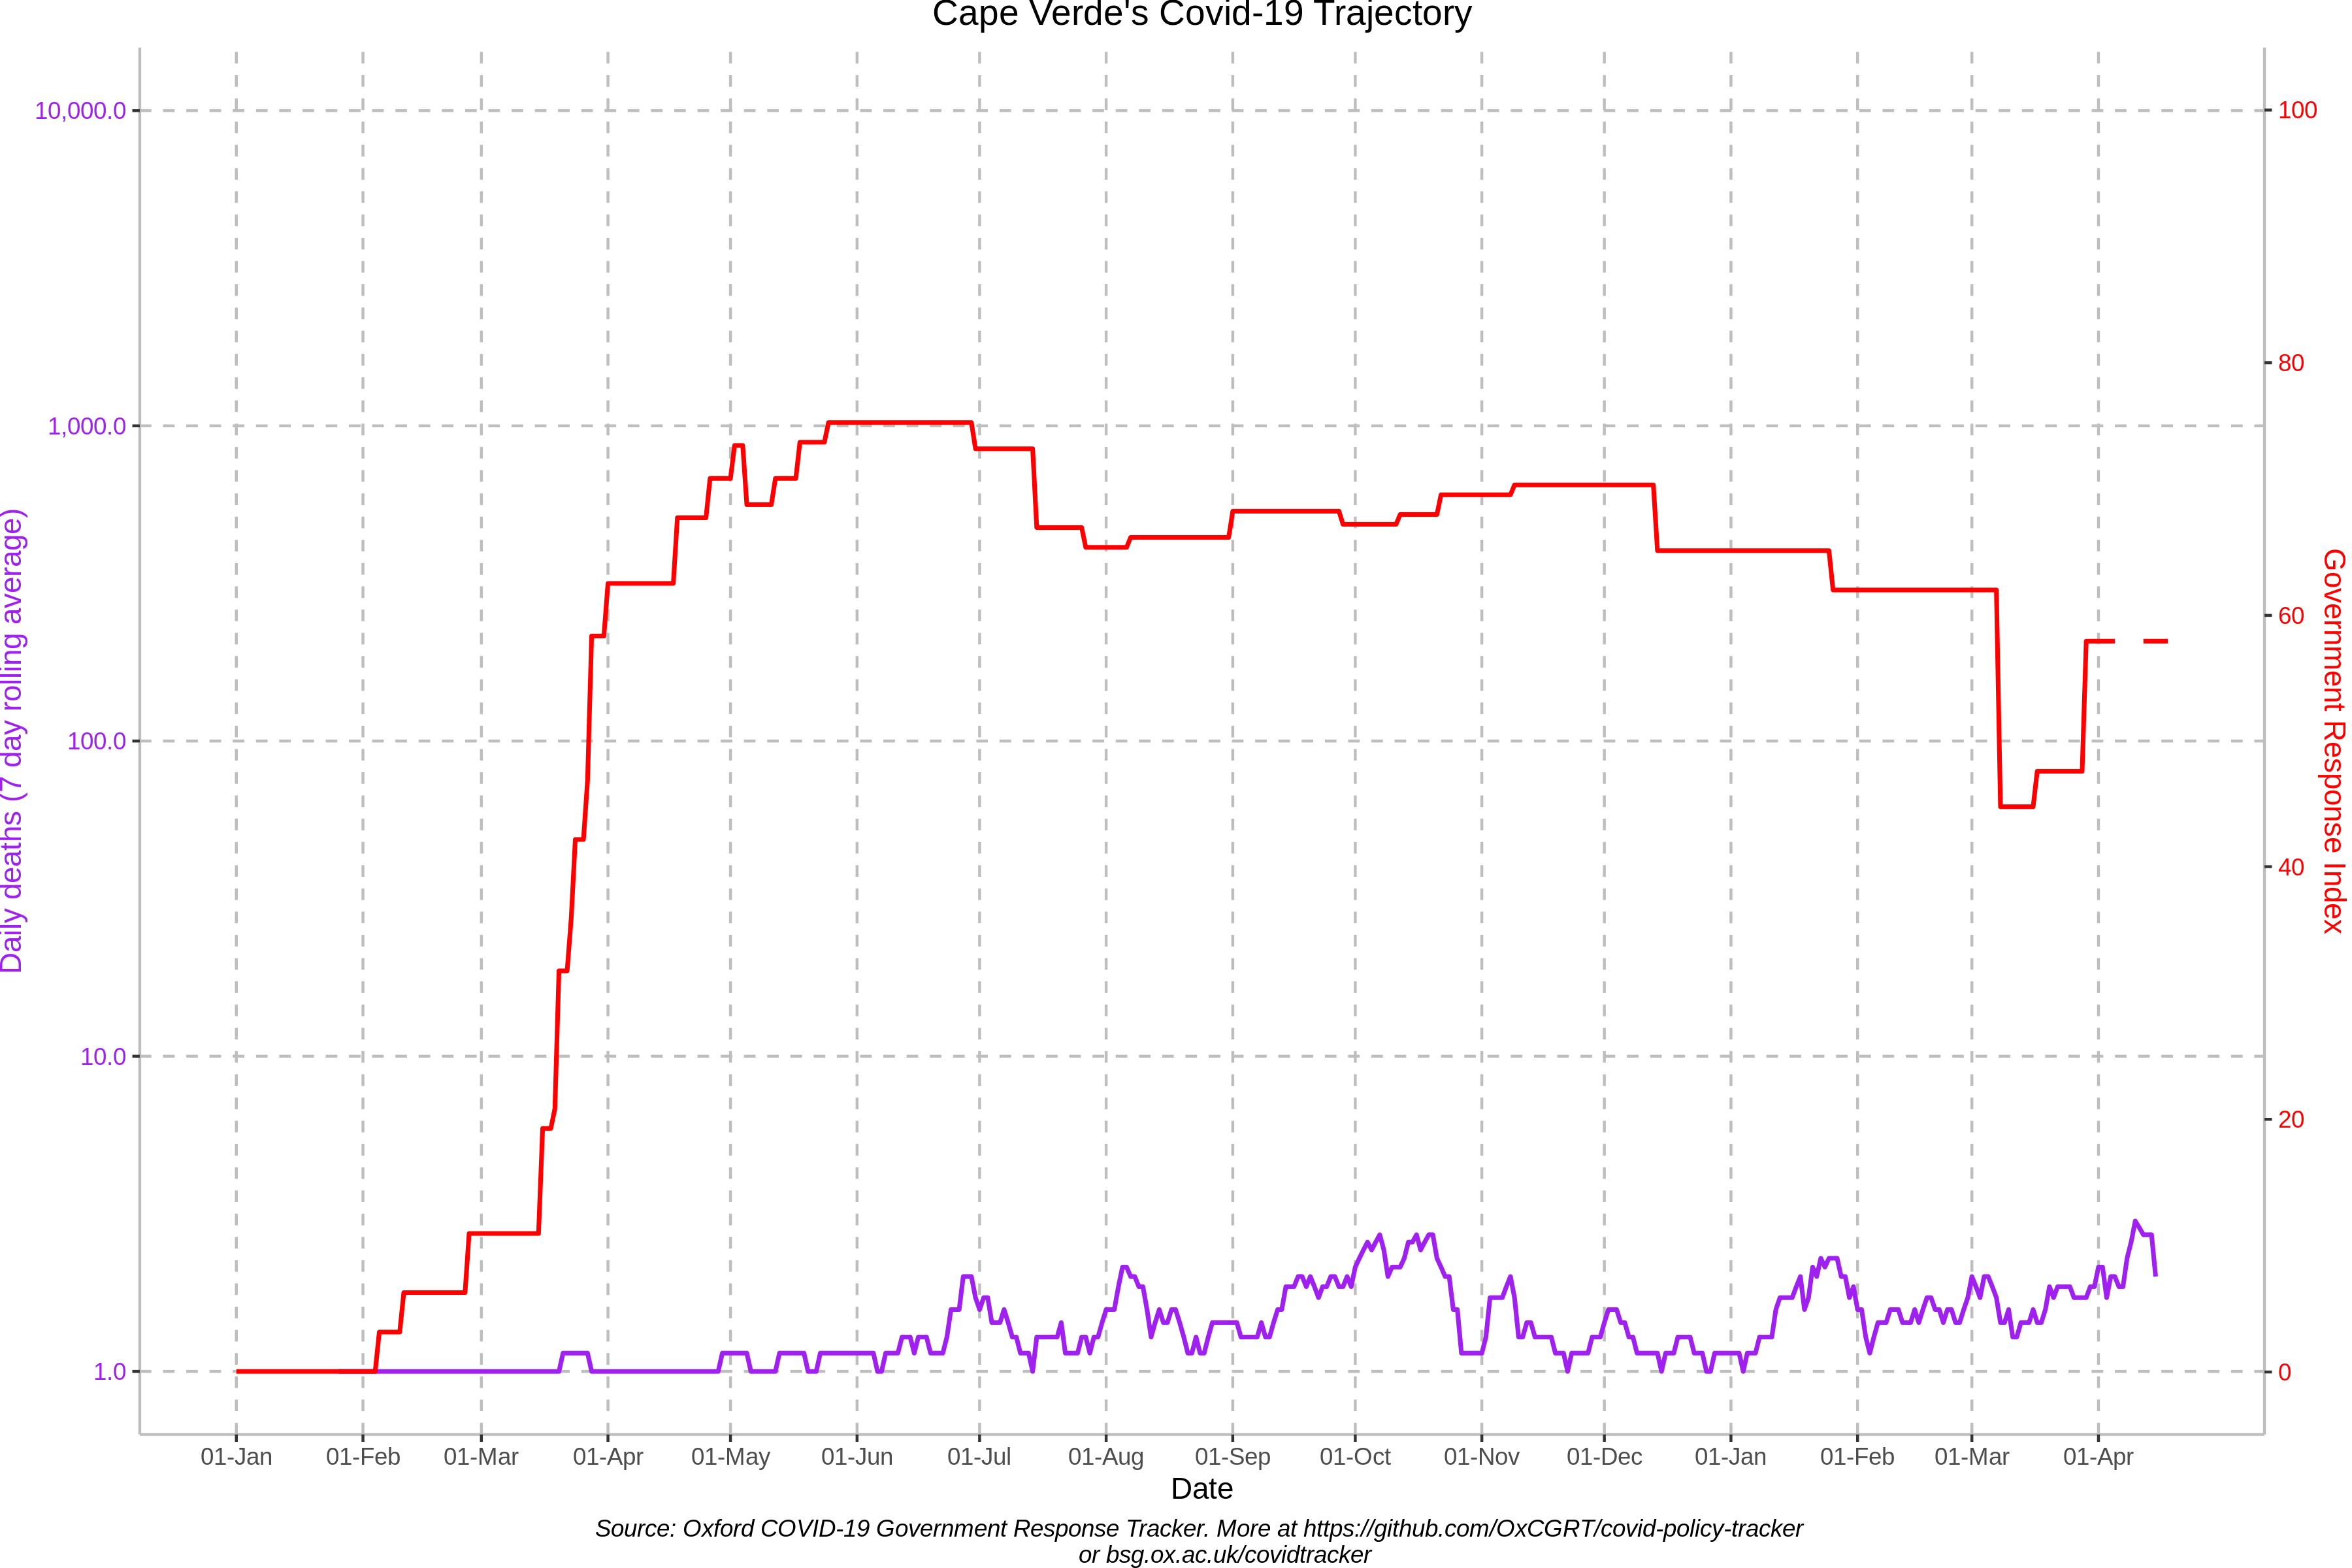 Cape Verde's Covid-19 Trajectory
10,000.0
1,000.0
100.0
10.0
1.0
Daily deaths (7 day rolling average)
100
80
60
40
20
0
Government Response Index
01-Jan 01-Feb 01-Mar 01-Apr 01-May 01-Jun 01-Jul 01-Aug 01-Sep 01-Oct 01-Nov 01-Dec 01-Jan 01-Feb 01-Mar 01-Apr
Date
Source: Oxford COVID-19 Government Response Tracker. More at https://github.com/OxCGRT/covid-policy-tracker
or bsg.ox.ac.uk/covidtracker